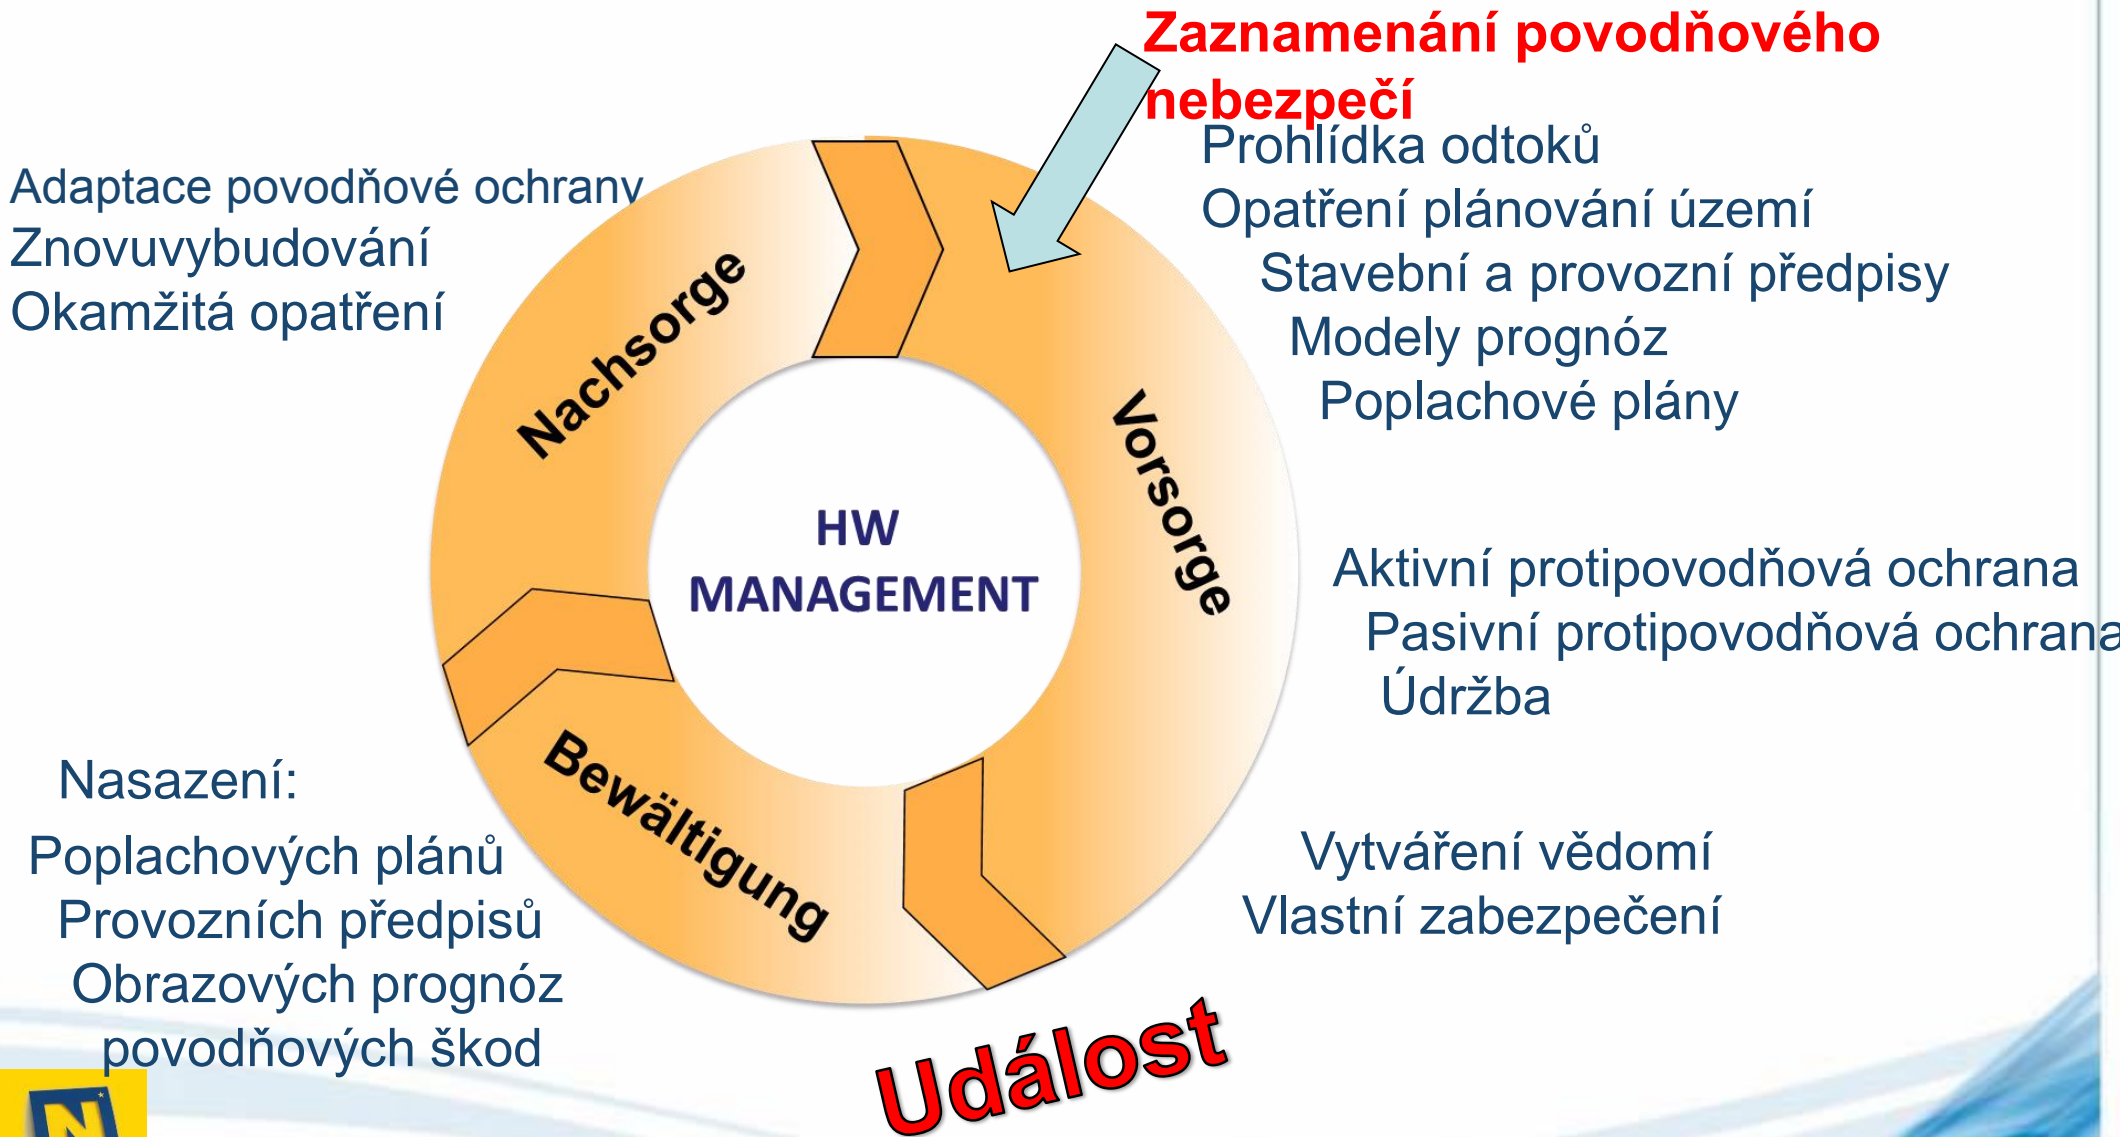 Zaznamenání povodňového
nebezpečí
Prohlídka odtoků
Opatření plánování území
Stavební a provozní předpisy
Modely prognóz
Poplachové plány
Adaptace povodňové ochrany
Znovuvybudování
Okamžitá opatření
Nachsorge
Vorsorge
HW
MANAGEMENT
Aktivní protipovodňová ochrana
Pasivní protipovodňová ochrana
Údržba
Bewältigung
Nasazení:
Poplachových plánů
Provozních předpisů
Obrazových prognóz
povodňových škod
Vytváření vědomí
Vlastní zabezpečení
Událost
N